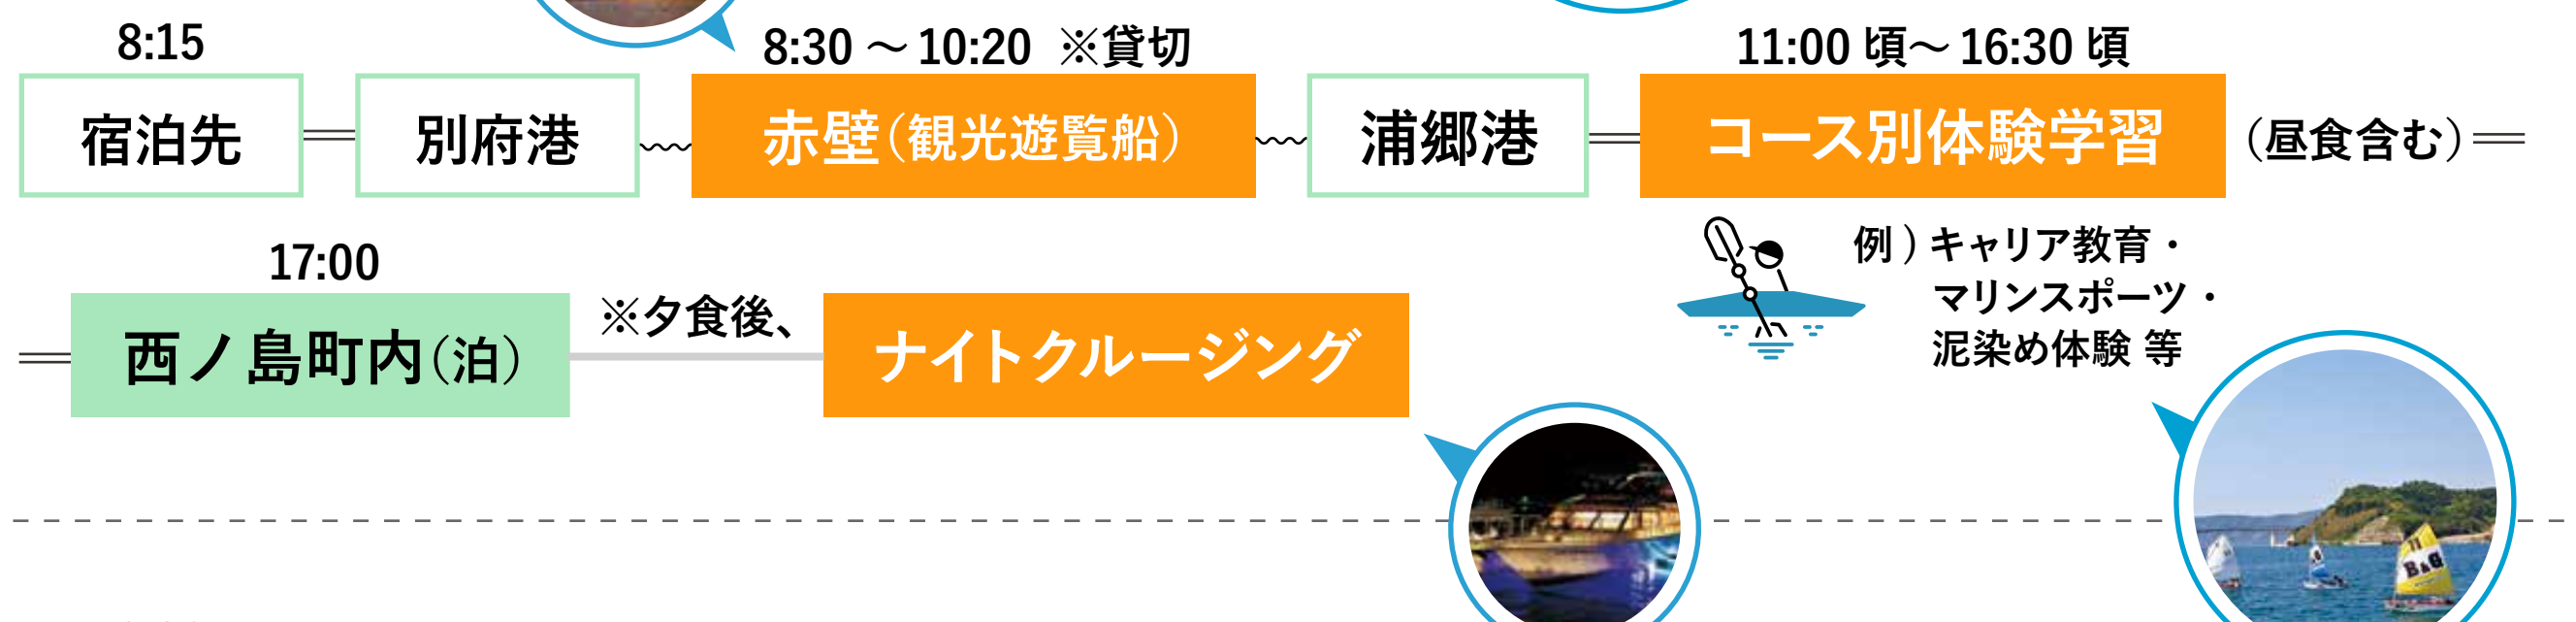 8:15
8:30 〜 10:20 ※貸切
11:00 頃〜 16:30 頃
宿泊先
別府港
赤壁（観光遊覧船）
浦郷港
コース別体験学習
（昼食含む）
例）キャリア教育・
マリンスポーツ・
泥染め体験 等
17:00
西ノ島町内（泊）
※夕食後、
ナイトクルージング
B&G